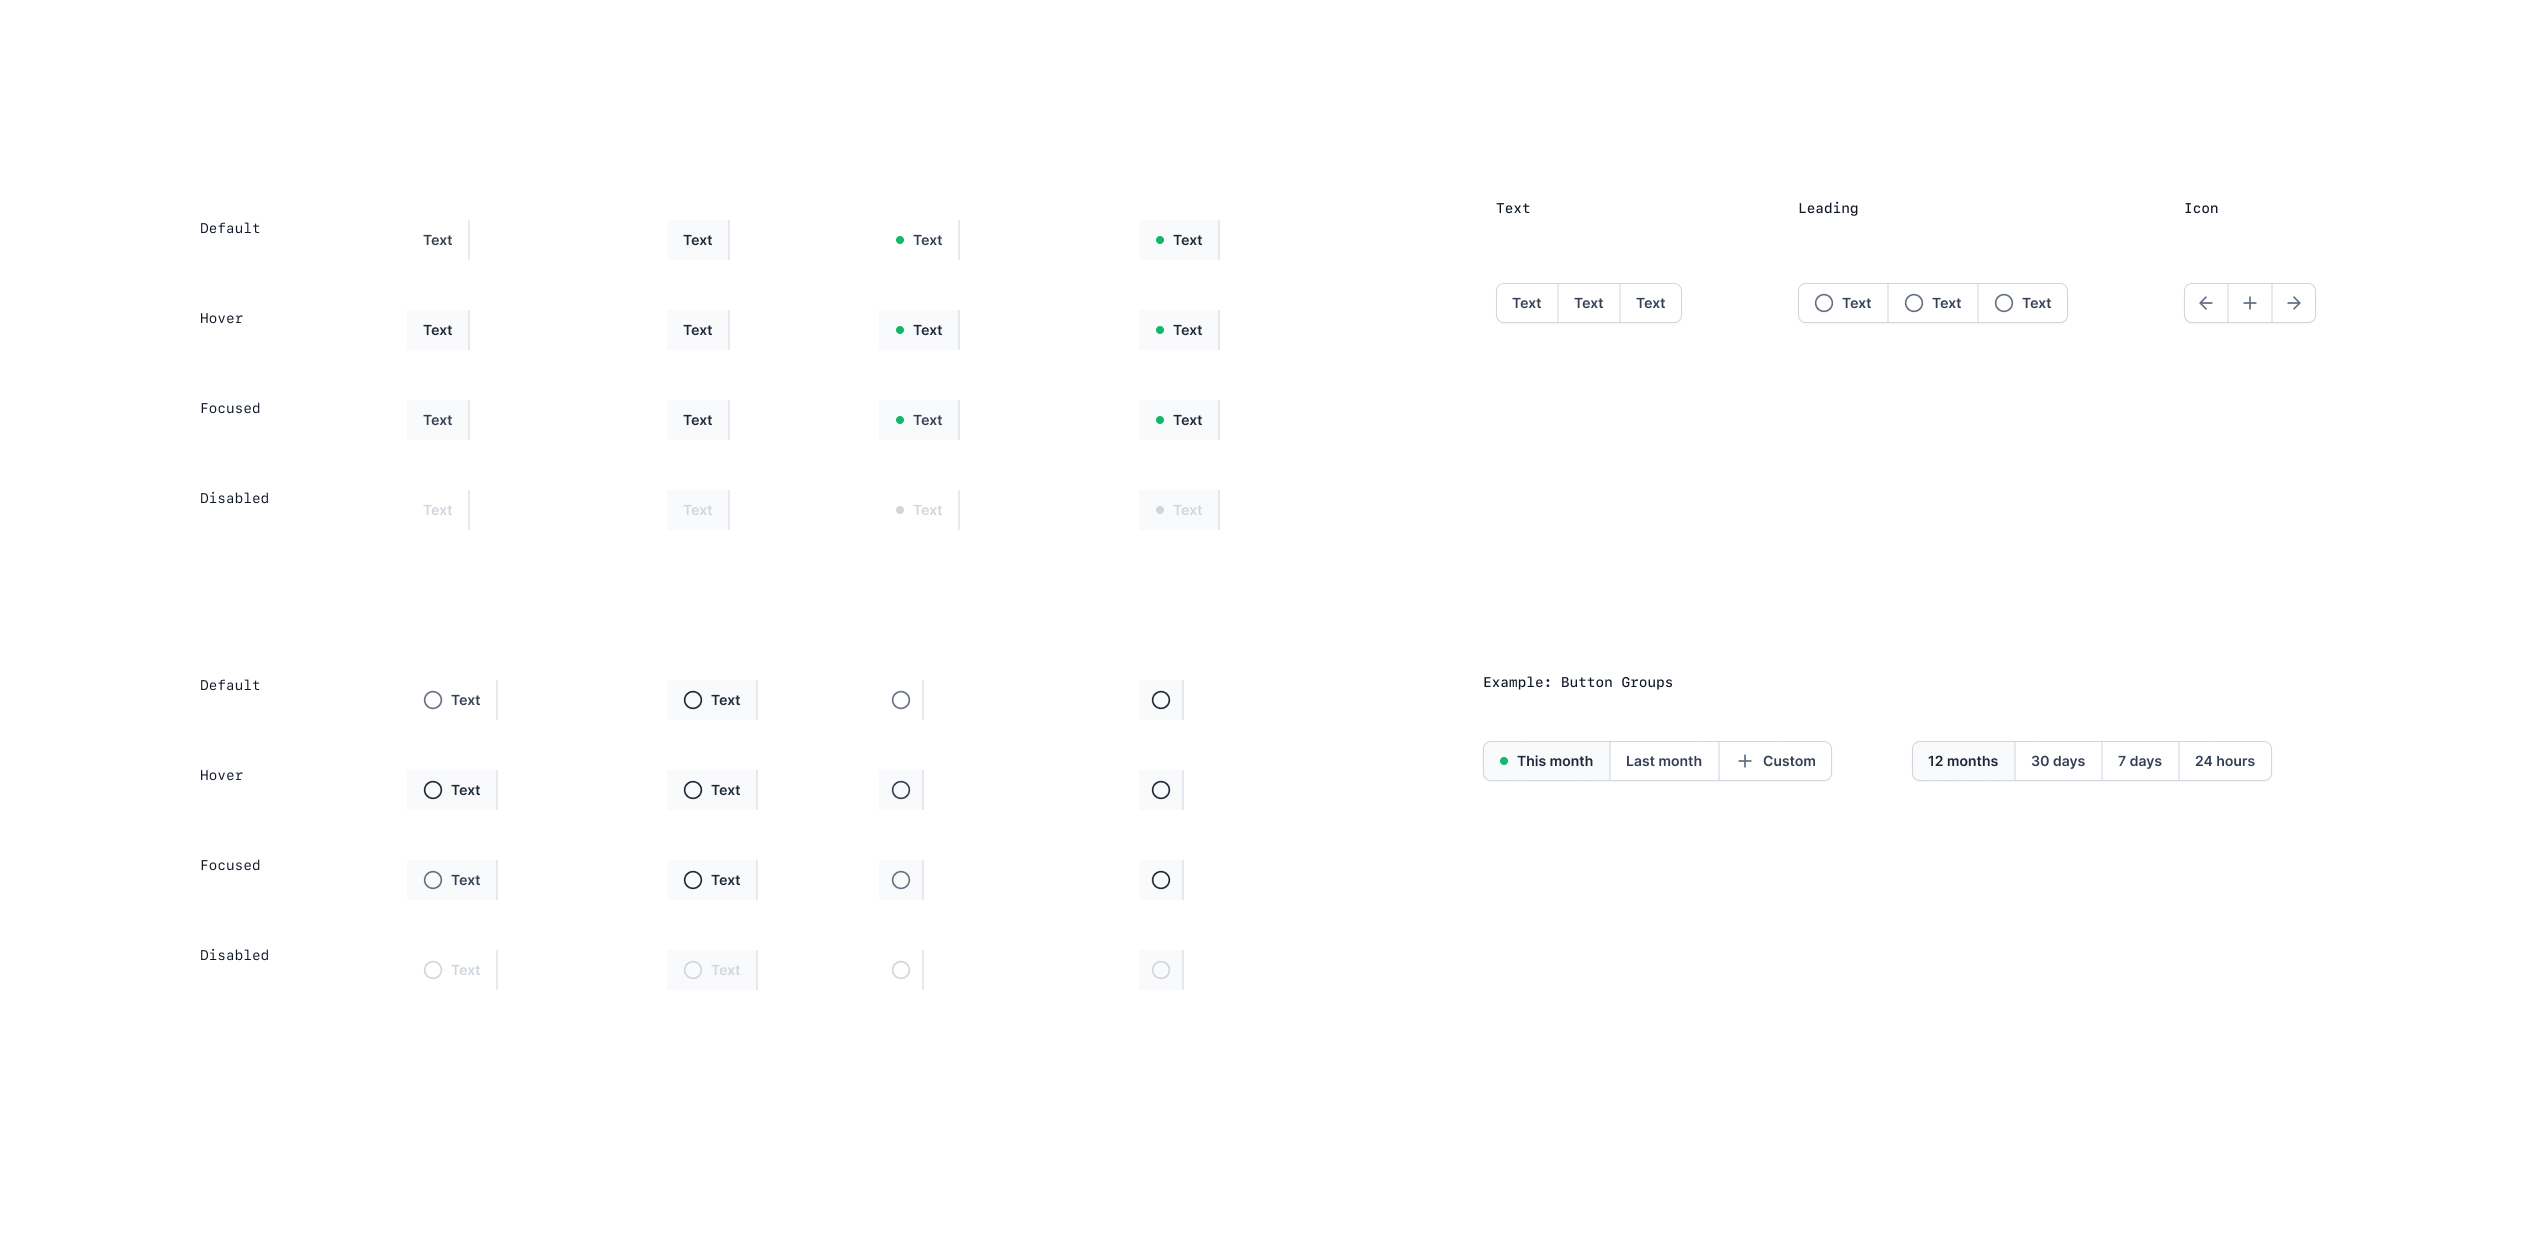 Default Text Text Text Text
Hover Text Text Text Text
Focused Text Text Text Text
Disabled Text Text Text Text
Default Text Text
Hover Text Text
Focused Text Text
Disabled Text Text
Text Leading Icon
Text Text Text Text Text Text
Example: Button Groups
This month Last month Custom 12 months 30 days 7 days 24 hours